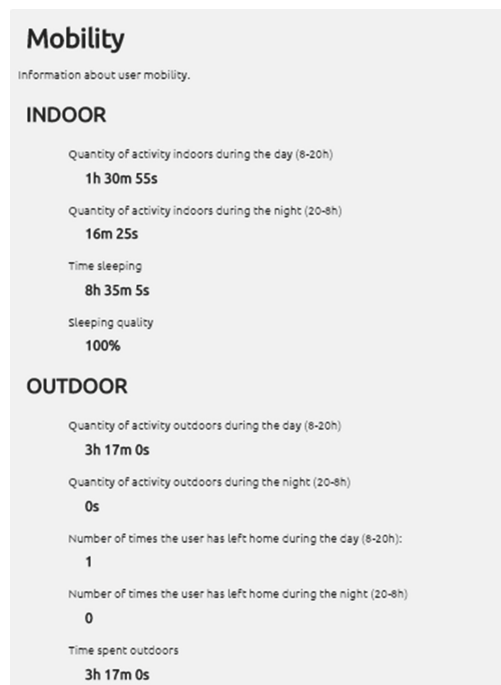 Mobility
Information about user mobility.
INDOOR
Quantity of activity indoors during the day (8-20h)
1h 30m 55s
Quantity of activity indoors during the night (20-8h)
16m 25s
Time sleeping
8h 35m 5s
Sleeping quality
100%
OUTDOOR
Quantity of activity outdoors during the day (8-20h)
3h 17m 0s
Quantity of activity outdoors during the night (20-8h)
0s
Number of times the user has left home during the day (8-20h):
1
Number of times the user has left home during the night (20-8h)
0
Time spent outdoors
3h 17m 0s